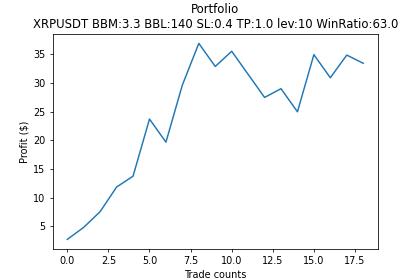 Portfolio
XRPUSDT BBM:3.3 BBL:140 SL:0.4 TP:1.0 lev:10 WinRatio:63.0
35
30
25
20
15
10
5
Profit ($)
0.0 2.5 5.0 7.5 10.0 12.5 15.0 17.5
Trade counts